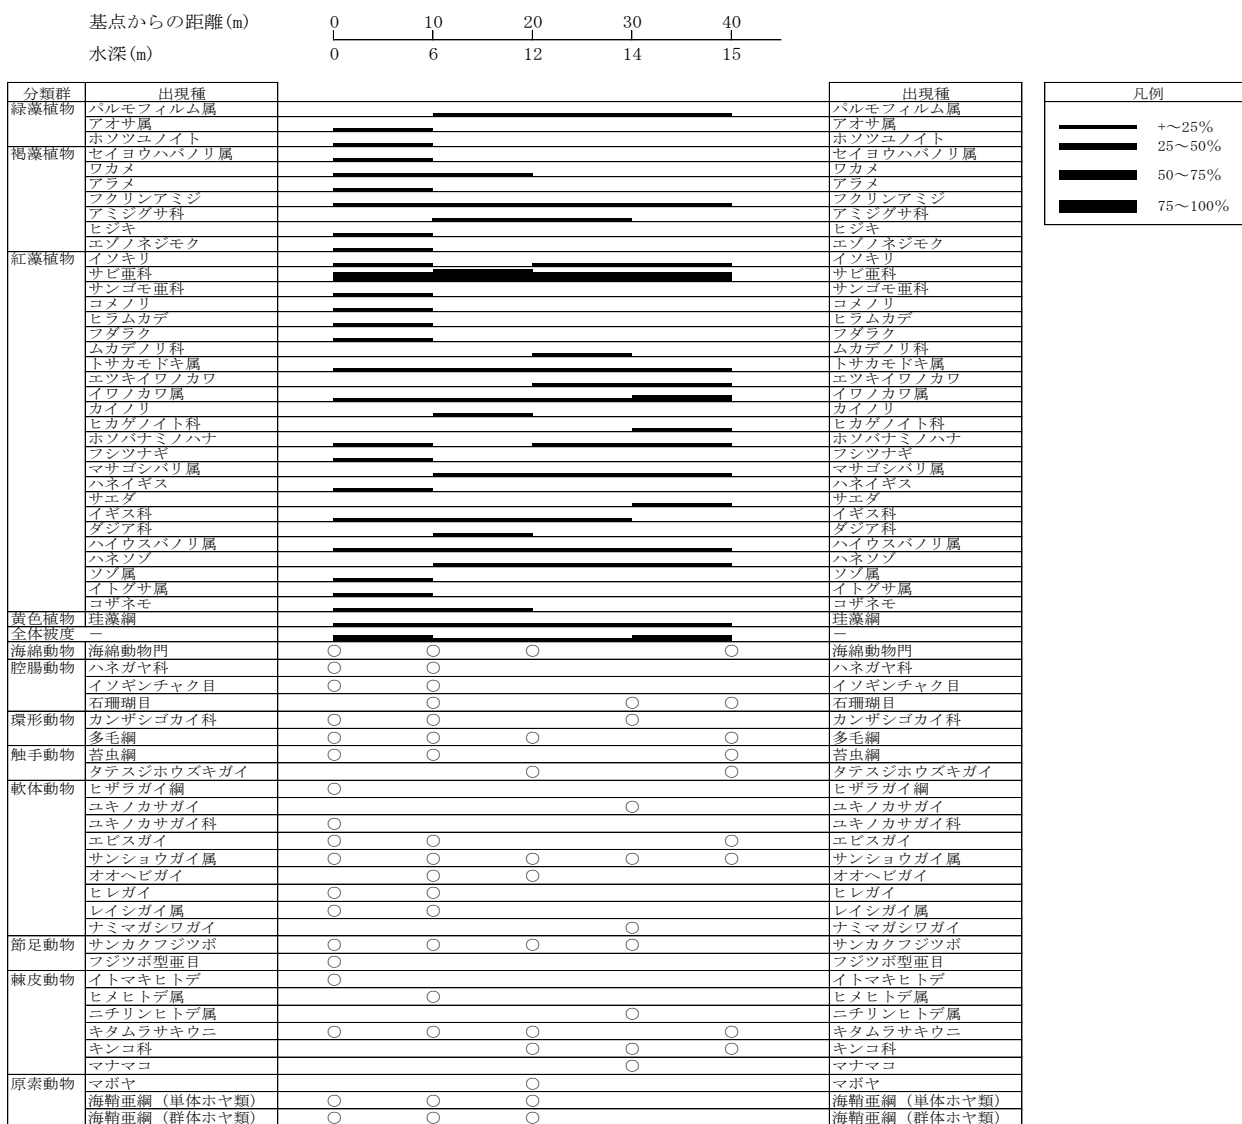 基点からの距離(m) 0 10 20 30 40
水深(m) 0 6 12 14 15
分類群 出現種 出現種 凡例
緑藻植物 パルモフィルム属 パルモフィルム属
アオサ属 アオサ属 +～25%
ホソツユノイト ホソツユノイト 25～50%
褐藻植物 セイヨウハバノリ属 セイヨウハバノリ属
ワカメ ワカメ 50～75%
アラメ アラメ
フクリンアミジ フクリンアミジ 75～100%
アミジグサ科 アミジグサ科
ヒジキ ヒジキ
エゾノネジモク エゾノネジモク
紅藻植物 イソキリ イソキリ
サビ亜科 サビ亜科
サンゴモ亜科 サンゴモ亜科
コメノリ コメノリ
ヒラムカデ ヒラムカデ
フダラク フダラク
ムカデノリ科 ムカデノリ科
トサカモドキ属 トサカモドキ属
エツキイワノカワ エツキイワノカワ
イワノカワ属 イワノカワ属
カイノリ カイノリ
ヒカゲノイト科 ヒカゲノイト科
ホソバナミノハナ ホソバナミノハナ
フシツナギ フシツナギ
マサゴシバリ属 マサゴシバリ属
ハネイギス ハネイギス
サエダ サエダ
イギス科 イギス科
ダジア科 ダジア科
ハイウスバノリ属 ハイウスバノリ属
ハネソゾ ハネソゾ
ソゾ属 ソゾ属
イトグサ属 イトグサ属
コザネモ コザネモ
黄色植物 珪藻綱 珪藻綱
全体被度 － －
海綿動物 海綿動物門 ○ ○ ○ ○ 海綿動物門
腔腸動物 ハネガヤ科 ○ ○ ハネガヤ科
イソギンチャク目 ○ ○ イソギンチャク目
石珊瑚目 ○ ○ ○ 石珊瑚目
環形動物 カンザシゴカイ科 ○ ○ ○ カンザシゴカイ科
多毛綱 ○ ○ ○ ○ 多毛綱
触手動物 苔虫綱 ○ ○ ○ 苔虫綱
タテスジホウズキガイ ○ ○ タテスジホウズキガイ
軟体動物 ヒザラガイ綱 ○ ヒザラガイ綱
ユキノカサガイ ○ ユキノカサガイ
ユキノカサガイ科 ○ ユキノカサガイ科
エビスガイ ○ ○ ○ エビスガイ
サンショウガイ属 ○ ○ ○ ○ ○ サンショウガイ属
オオヘビガイ ○ ○ オオヘビガイ
ヒレガイ ○ ○ ヒレガイ
レイシガイ属 ○ ○ レイシガイ属
ナミマガシワガイ ○ ナミマガシワガイ
節足動物 サンカクフジツボ ○ ○ ○ ○ サンカクフジツボ
フジツボ型亜目 ○ フジツボ型亜目
棘皮動物 イトマキヒトデ ○ イトマキヒトデ
ヒメヒトデ属 ○ ヒメヒトデ属
ニチリンヒトデ属 ○ ニチリンヒトデ属
キタムラサキウニ ○ ○ ○ ○ キタムラサキウニ
キンコ科 ○ ○ ○ キンコ科
マナマコ ○ マナマコ
原索動物 マボヤ ○ マボヤ
海鞘亜綱（単体ホヤ類） ○ ○ ○ 海鞘亜綱（単体ホヤ類）
海鞘亜綱（群体ホヤ類） ○ ○ ○ 海鞘亜綱（群体ホヤ類）